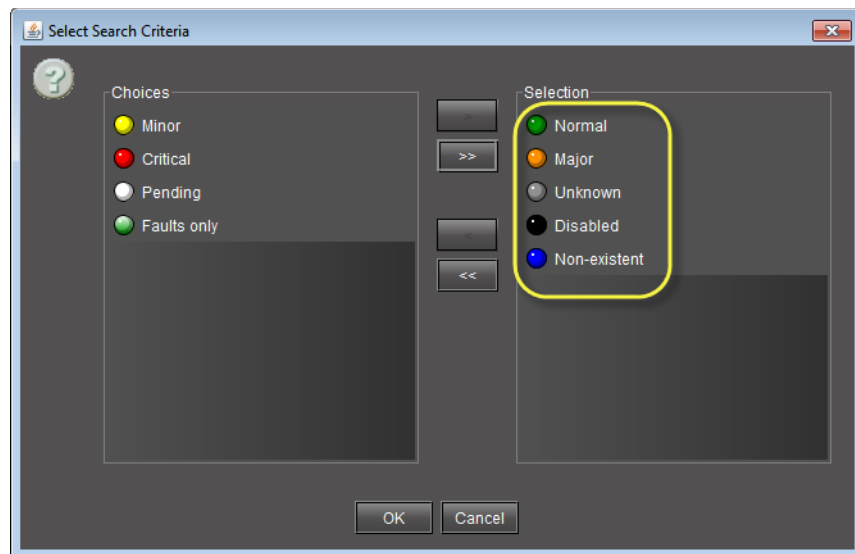 Select Search Criteria
Choices
Minor
Critical
Pending
Faults only
>
>>
<
<<
Selection
Normal
Major
Unknown
Disabled
Non-existent
OK
Cancel